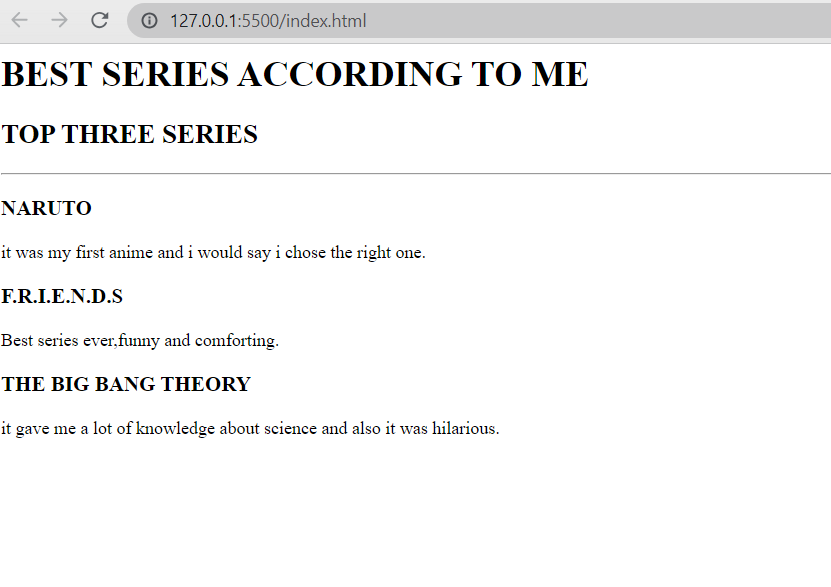 127.0.0.1:5500/index.html
BEST SERIES ACCORDING TO ME
TOP THREE SERIES
NARUTO
it was my first anime and i would say i chose the right one.
F.R.I.E.N.D.S
Best series ever,funny and comforting.
THE BIG BANG THEORY
it gave me a lot of knowledge about science and also it was hilarious.